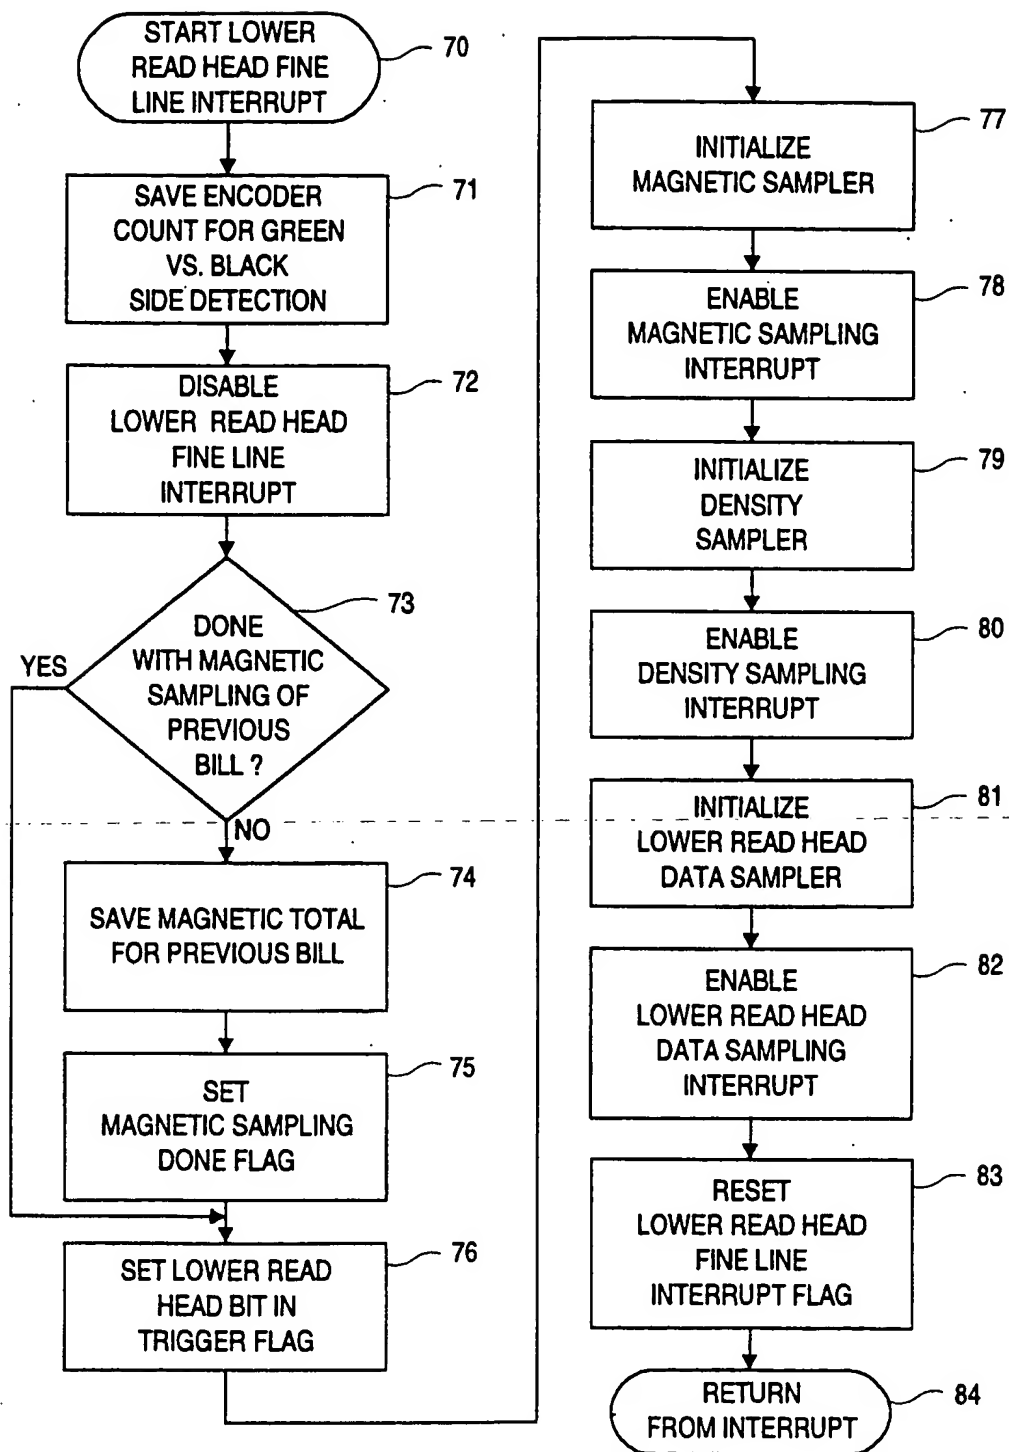 START LOWER
READ HEAD FINE
LINE INTERRUPT
70
SAVE ENCODER
COUNT FOR GREEN
VS. BLACK
SIDE DETECTION
71
DISABLE
LOWER READ HEAD
FINE LINE
INTERRUPT
72
DONE
WITH MAGNETIC
SAMPLING OF
PREVIOUS
BILL ?
73
YES
NO
SAVE MAGNETIC TOTAL
FOR PREVIOUS BILL
74
SET
MAGNETIC SAMPLING
DONE FLAG
75
SET LOWER READ
HEAD BIT IN
TRIGGER FLAG
76
INITIALIZE
MAGNETIC SAMPLER
77
ENABLE
MAGNETIC SAMPLING
INTERRUPT
78
INITIALIZE
DENSITY
SAMPLER
79
ENABLE
DENSITY SAMPLING
INTERRUPT
80
INITIALIZE
LOWER READ HEAD
DATA SAMPLER
81
ENABLE
LOWER READ HEAD
DATA SAMPLING
INTERRUPT
82
RESET
LOWER READ HEAD
FINE LINE
INTERRUPT FLAG
83
RETURN
FROM INTERRUPT
84